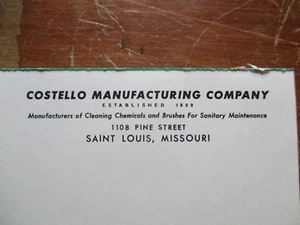 COSTELLO MANUFACTURING COMPANY
ESTABLISHED 1859
Manufacturers of Cleaning Chemicals and Brushes For Sanitary Maintenance
1108 PINE STREET
SAINT LOUIS, MISSOURI